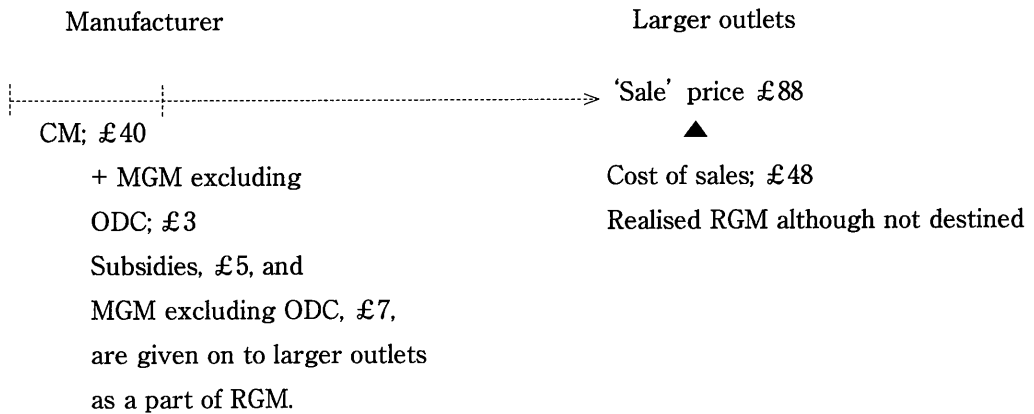 Manufacturer
Larger outlets
'Sale' price £88
CM; £40
+ MGM excluding
ODC; £3
Subsidies, £5, and
MGM excluding ODC, £7,
are given on to larger outlets
as a part of RGM.
Cost of sales; £48
Realised RGM although not destined